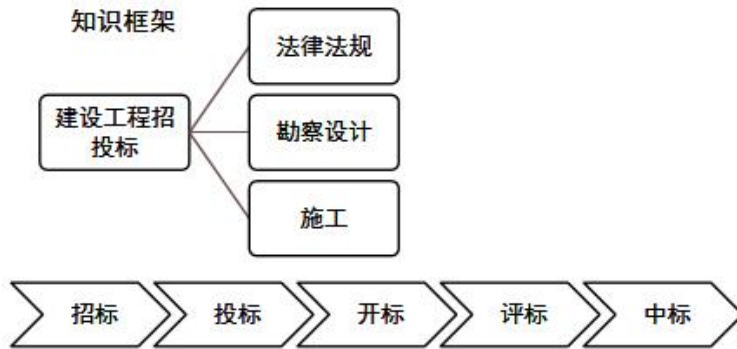 知识框架
法律法规
建设工程招
投标
勘察设计
施工
招标
投标
开标
评标
中标